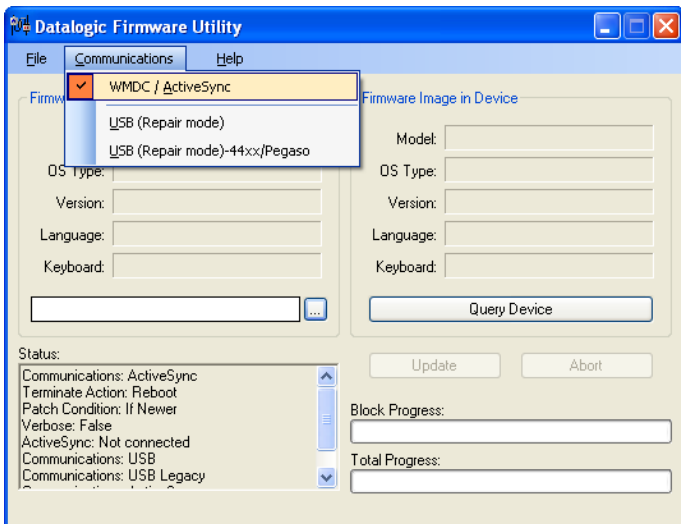 Datalogic Firmware Utility
File Communications Help
WMDC / ActiveSync
USB (Repair mode)
USB (Repair mode)-44xx/Pegaso
Firmware Image in Device
OS Type:
Version:
Language:
Keyboard:
...
Model:
OS Type:
Version:
Language:
Keyboard:
Query Device
Status:
Communications: ActiveSync
Terminate Action: Reboot
Patch Condition: If Newer
Verbose: False
ActiveSync: Not connected
Communications: USB
Communications: USB Legacy
Update Abort
Block Progress:
Total Progress: